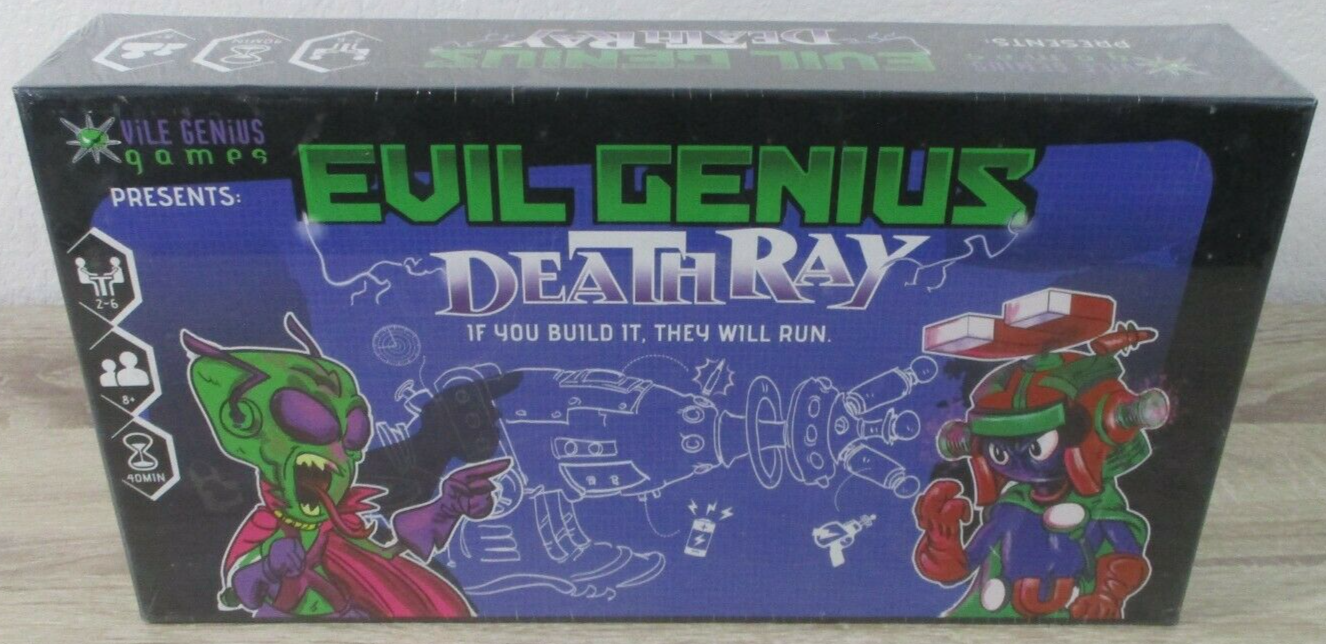 EVIL GENIUS
DEATH RAY
PRESENTS:
40MIN
ViLE GENiUS
games
PRESENTS:
EVIL GENIUS
DEATH RAY
IF YOU BUILD IT, THEY WILL RUN.
2-6
8+
40MIN